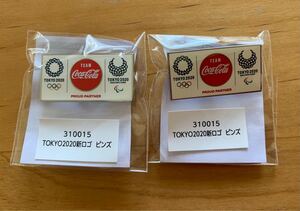 TEAM
Coca-Cola
TOKYO 2020
PROUD PARTNER
310015
TOKYO2020新ロゴ ピンズ
TEAM
Coca-Cola
TOKYO 2020
PROUD PARTNER
310015
TOKYO2020新ロゴ ピンズ